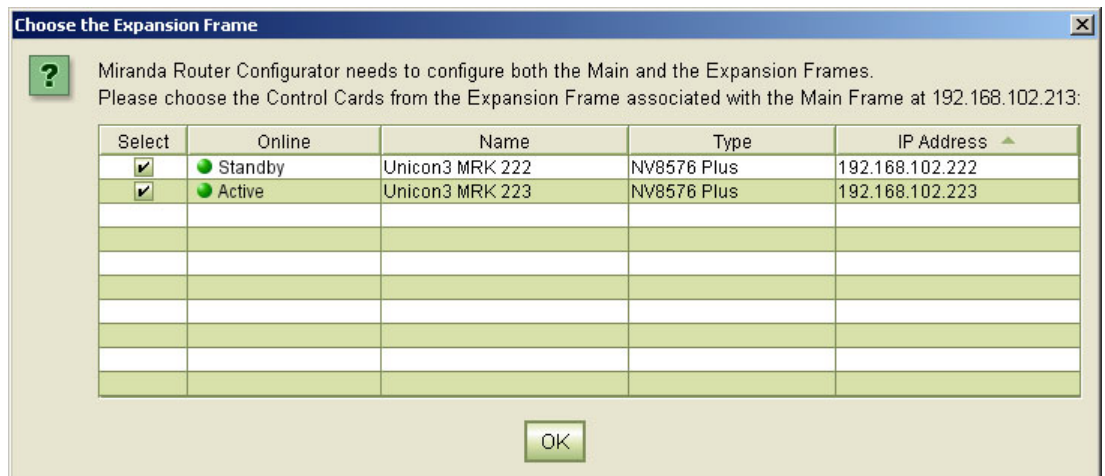 Choose the Expansion Frame
Miranda Router Configurator needs to configure both the Main and the Expansion Frames.
Please choose the Control Cards from the Expansion Frame associated with the Main Frame at 192.168.102.213:
Select Online Name Type IP Address
Standby Unicon3 MRK 222 NV8576 Plus 192.168.102.222
Active Unicon3 MRK 223 NV8576 Plus 192.168.102.223
OK